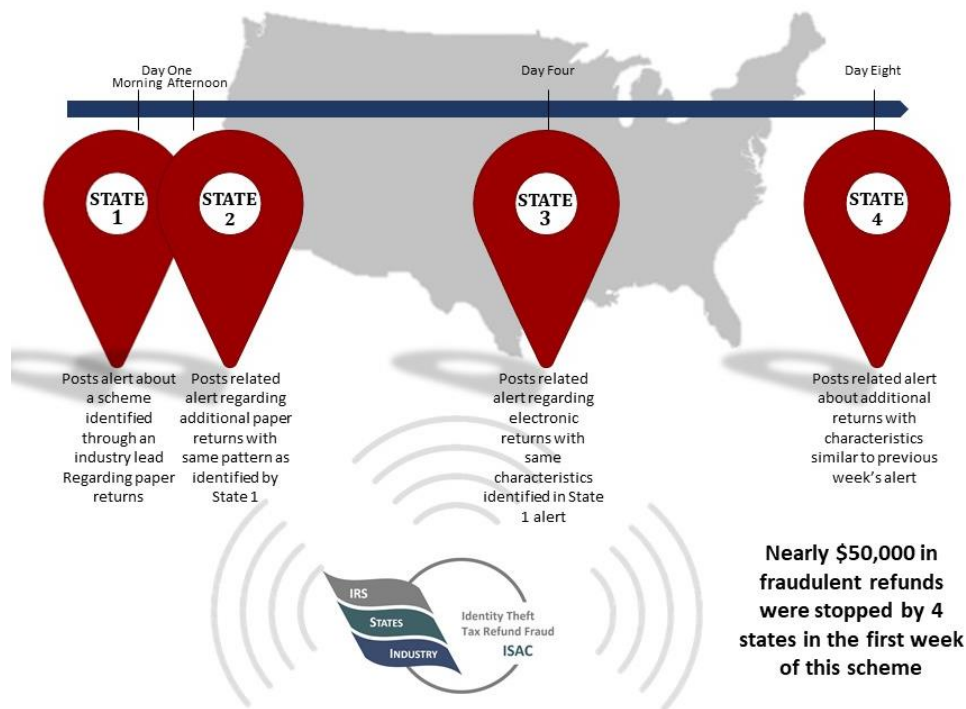 Day One
Morning Afternoon
Day Four
Day Eight
STATE
1
STATE
2
STATE
3
STATE
4
Posts alert about
a scheme
identified
through an
industry lead
Regarding paper
returns
Posts related
alert regarding
additional paper
returns with
same pattern as
identified by
State 1
Posts related
alert regarding
electronic
returns with
same
characteristics
identified in State
1 alert
Posts related alert
about additional
returns with
characteristics
similar to previous
week's alert
IRS
STATES
INDUSTRY
Identity Theft
Tax Refund Fraud
ISAC
Nearly $50,000 in
fraudulent refunds
were stopped by 4
states in the first week
of this scheme